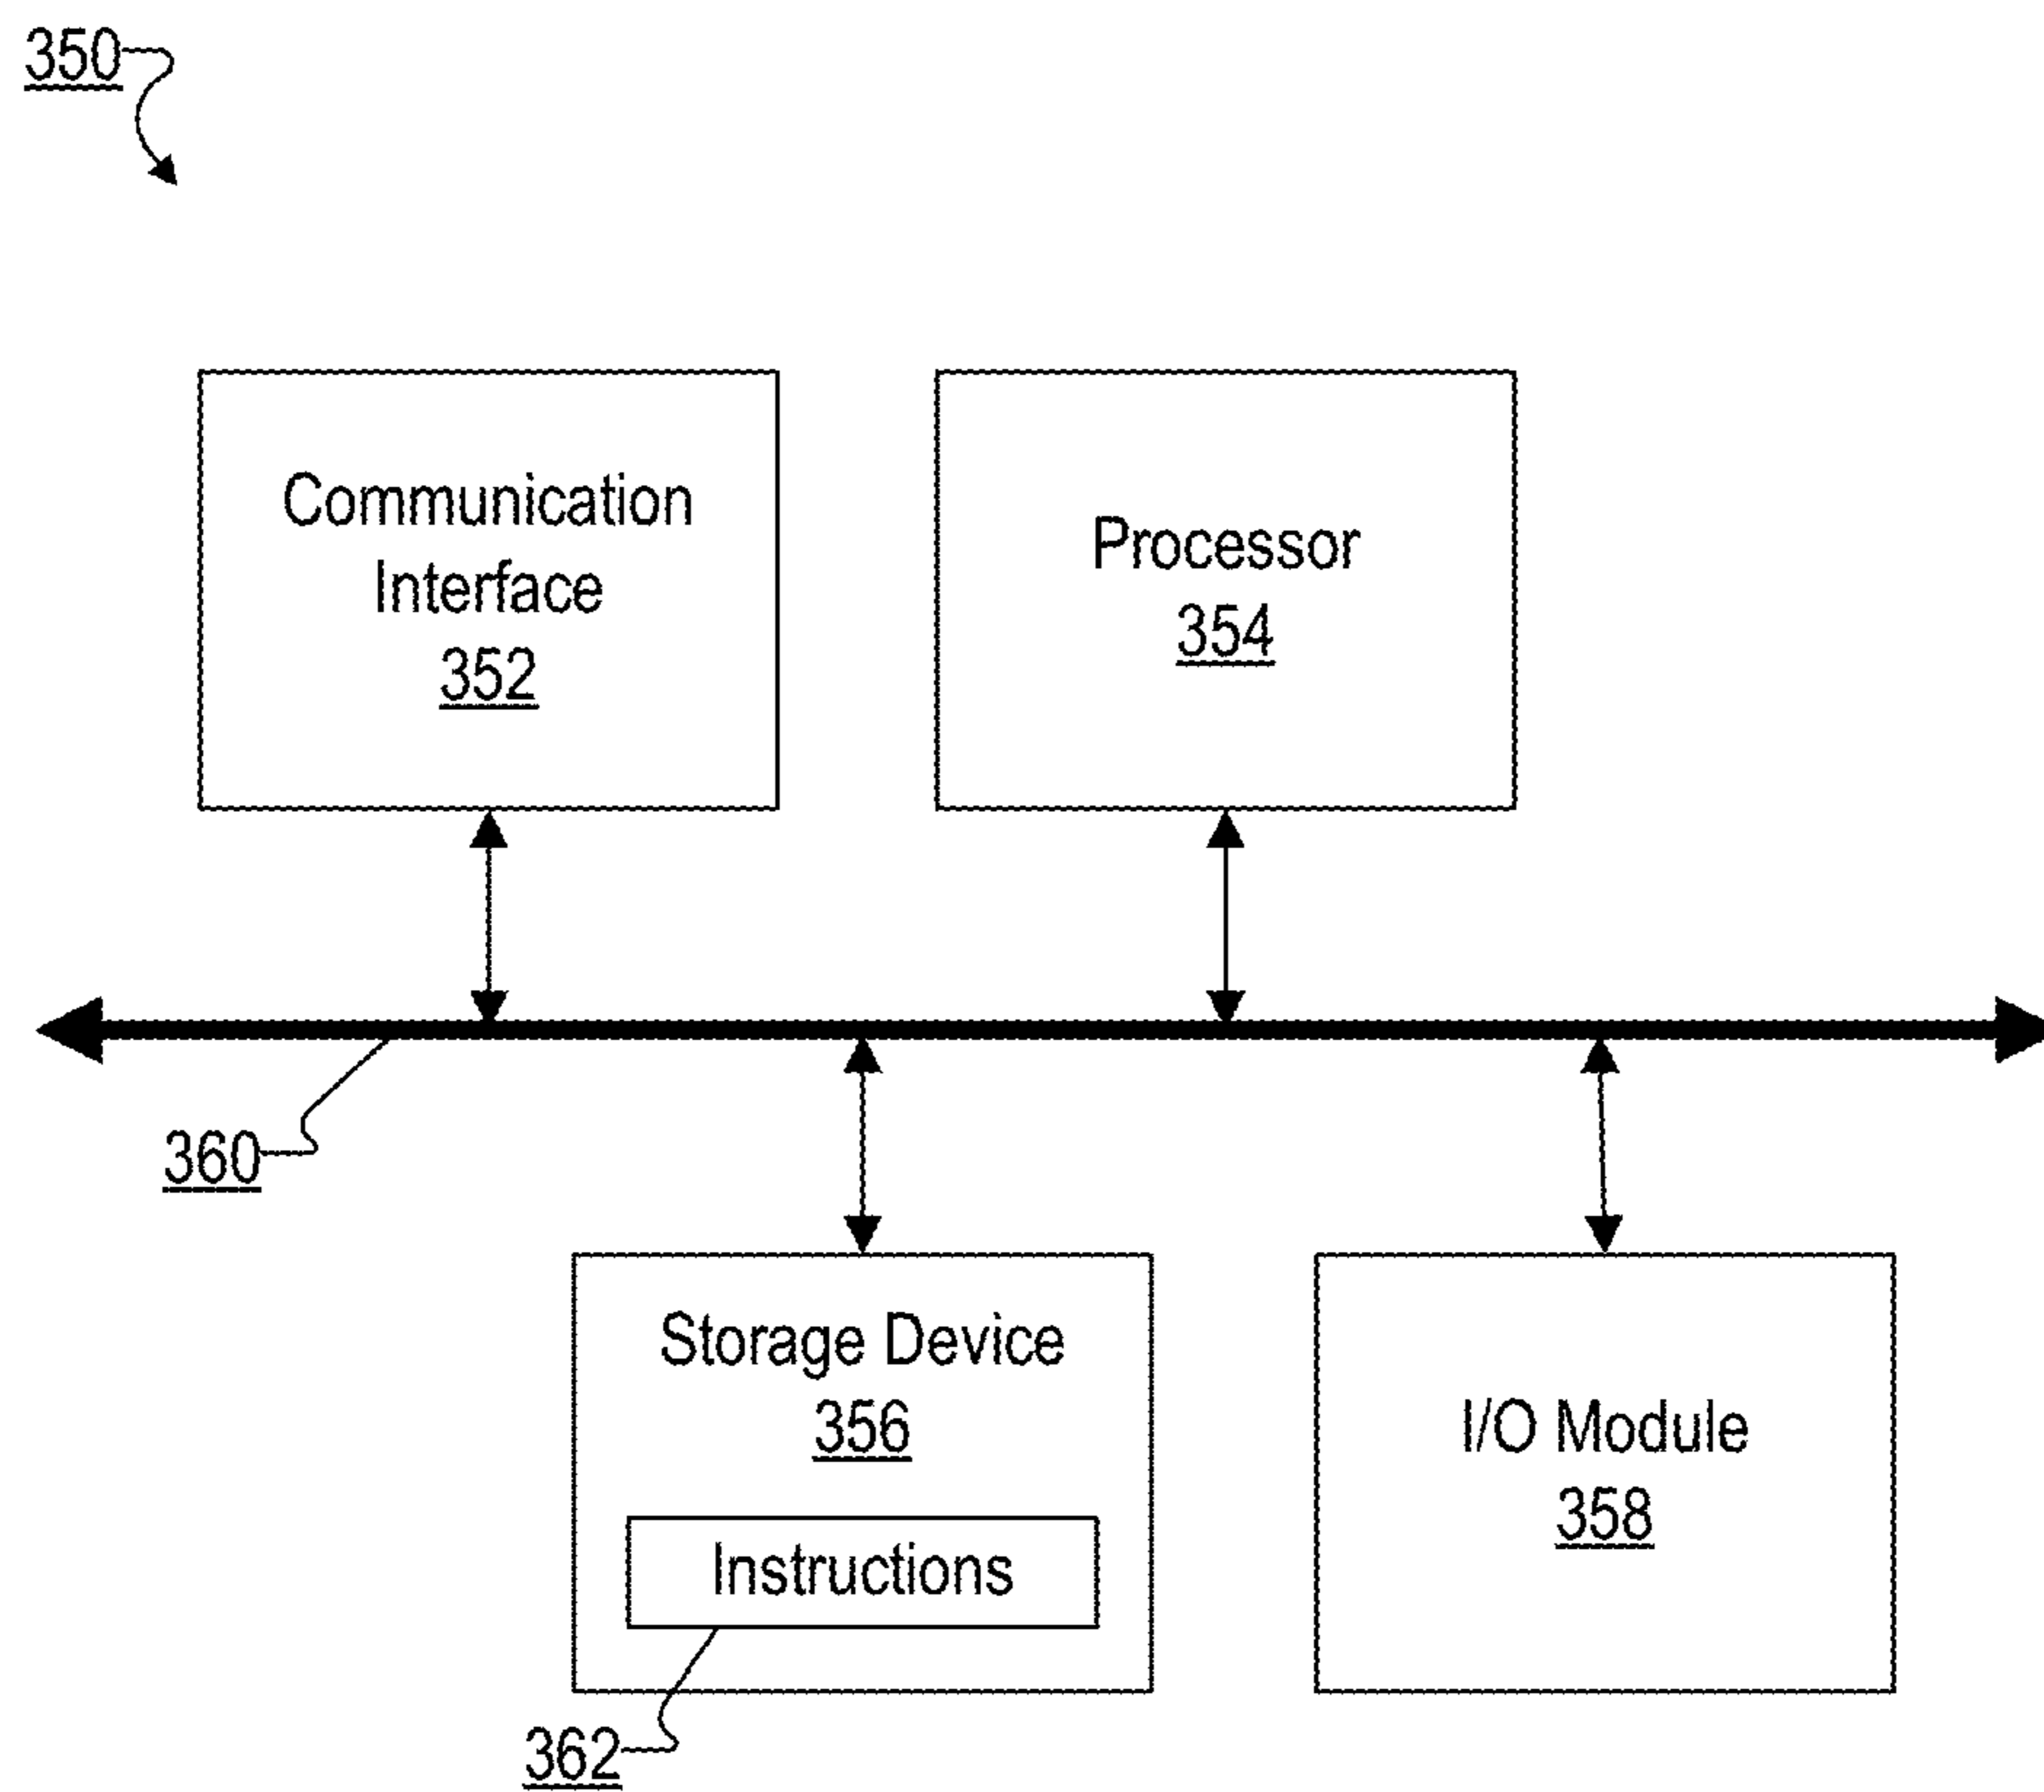 350
Communication
Interface
352
Processor
354
360
Storage Device
356
Instructions
362
I/O Module
358